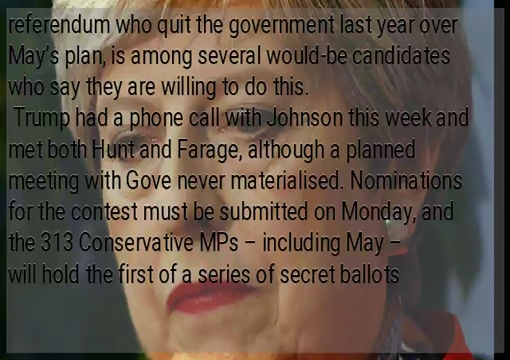 referendum who quit the government last year over
May's plan, is among several would-be candidates
who say they are willing to do this.
Trump had a phone call with Johnson this week and
met both Hunt and Farage, although a planned
meeting with Gove never materialised. Nominations
for the contest must be submitted on Monday, and
the 313 Conservative MPs – including May –
will hold the first of a series of secret ballots